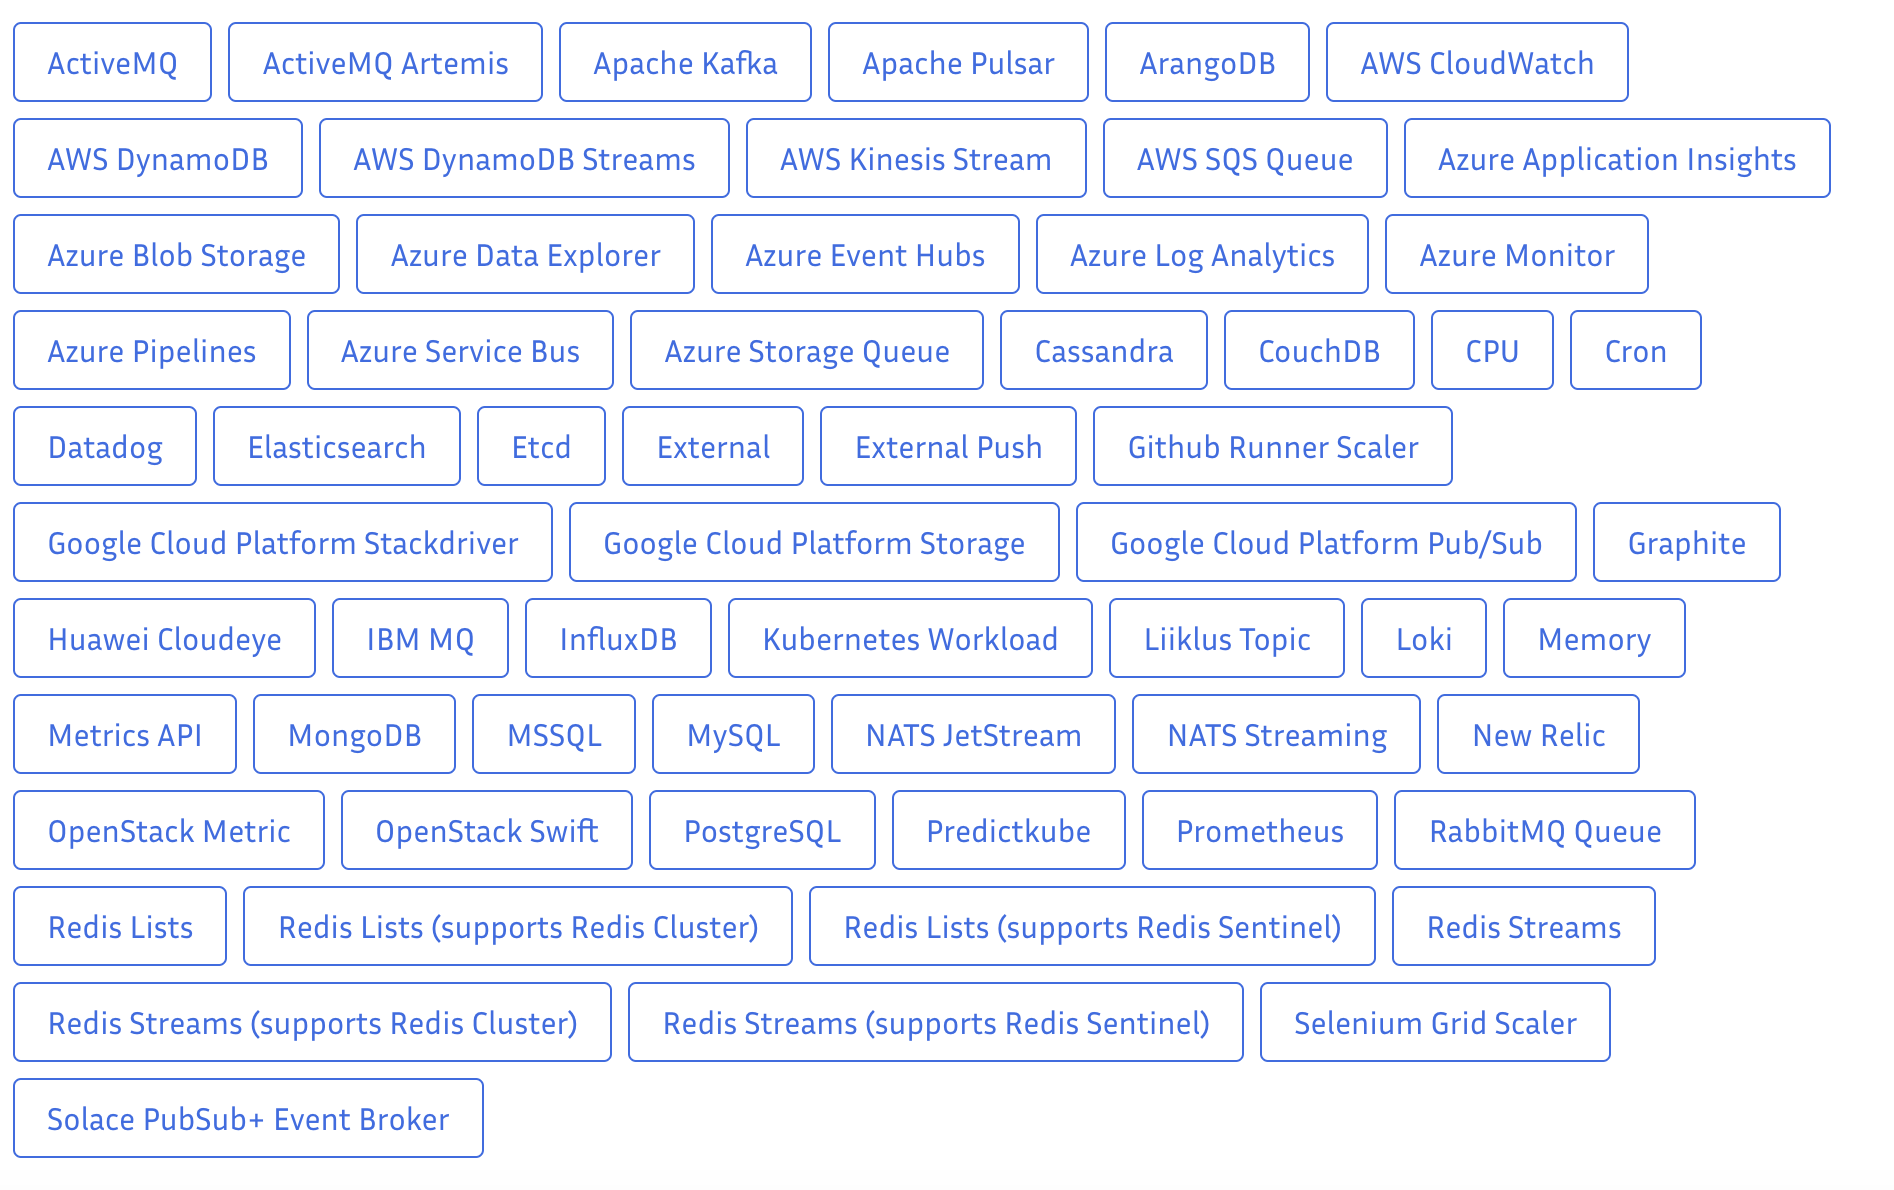 ActiveMQ ActiveMQ Artemis Apache Kafka Apache Pulsar ArangoDB AWS CloudWatch
AWS DynamoDB AWS DynamoDB Streams AWS Kinesis Stream AWS SQS Queue Azure Application Insights
Azure Blob Storage Azure Data Explorer Azure Event Hubs Azure Log Analytics Azure Monitor
Azure Pipelines Azure Service Bus Azure Storage Queue Cassandra CouchDB CPU Cron
Datadog Elasticsearch Etcd External External Push Github Runner Scaler
Google Cloud Platform Stackdriver Google Cloud Platform Storage Google Cloud Platform Pub/Sub Graphite
Huawei Cloudeye IBM MQ InfluxDB Kubernetes Workload Liiklus Topic Loki Memory
Metrics API MongoDB MSSQL MySQL NATS JetStream NATS Streaming New Relic
OpenStack Metric OpenStack Swift PostgreSQL Predictkube Prometheus RabbitMQ Queue
Redis Lists Redis Lists (supports Redis Cluster) Redis Lists (supports Redis Sentinel) Redis Streams
Redis Streams (supports Redis Cluster) Redis Streams (supports Redis Sentinel) Selenium Grid Scaler
Solace PubSub+ Event Broker